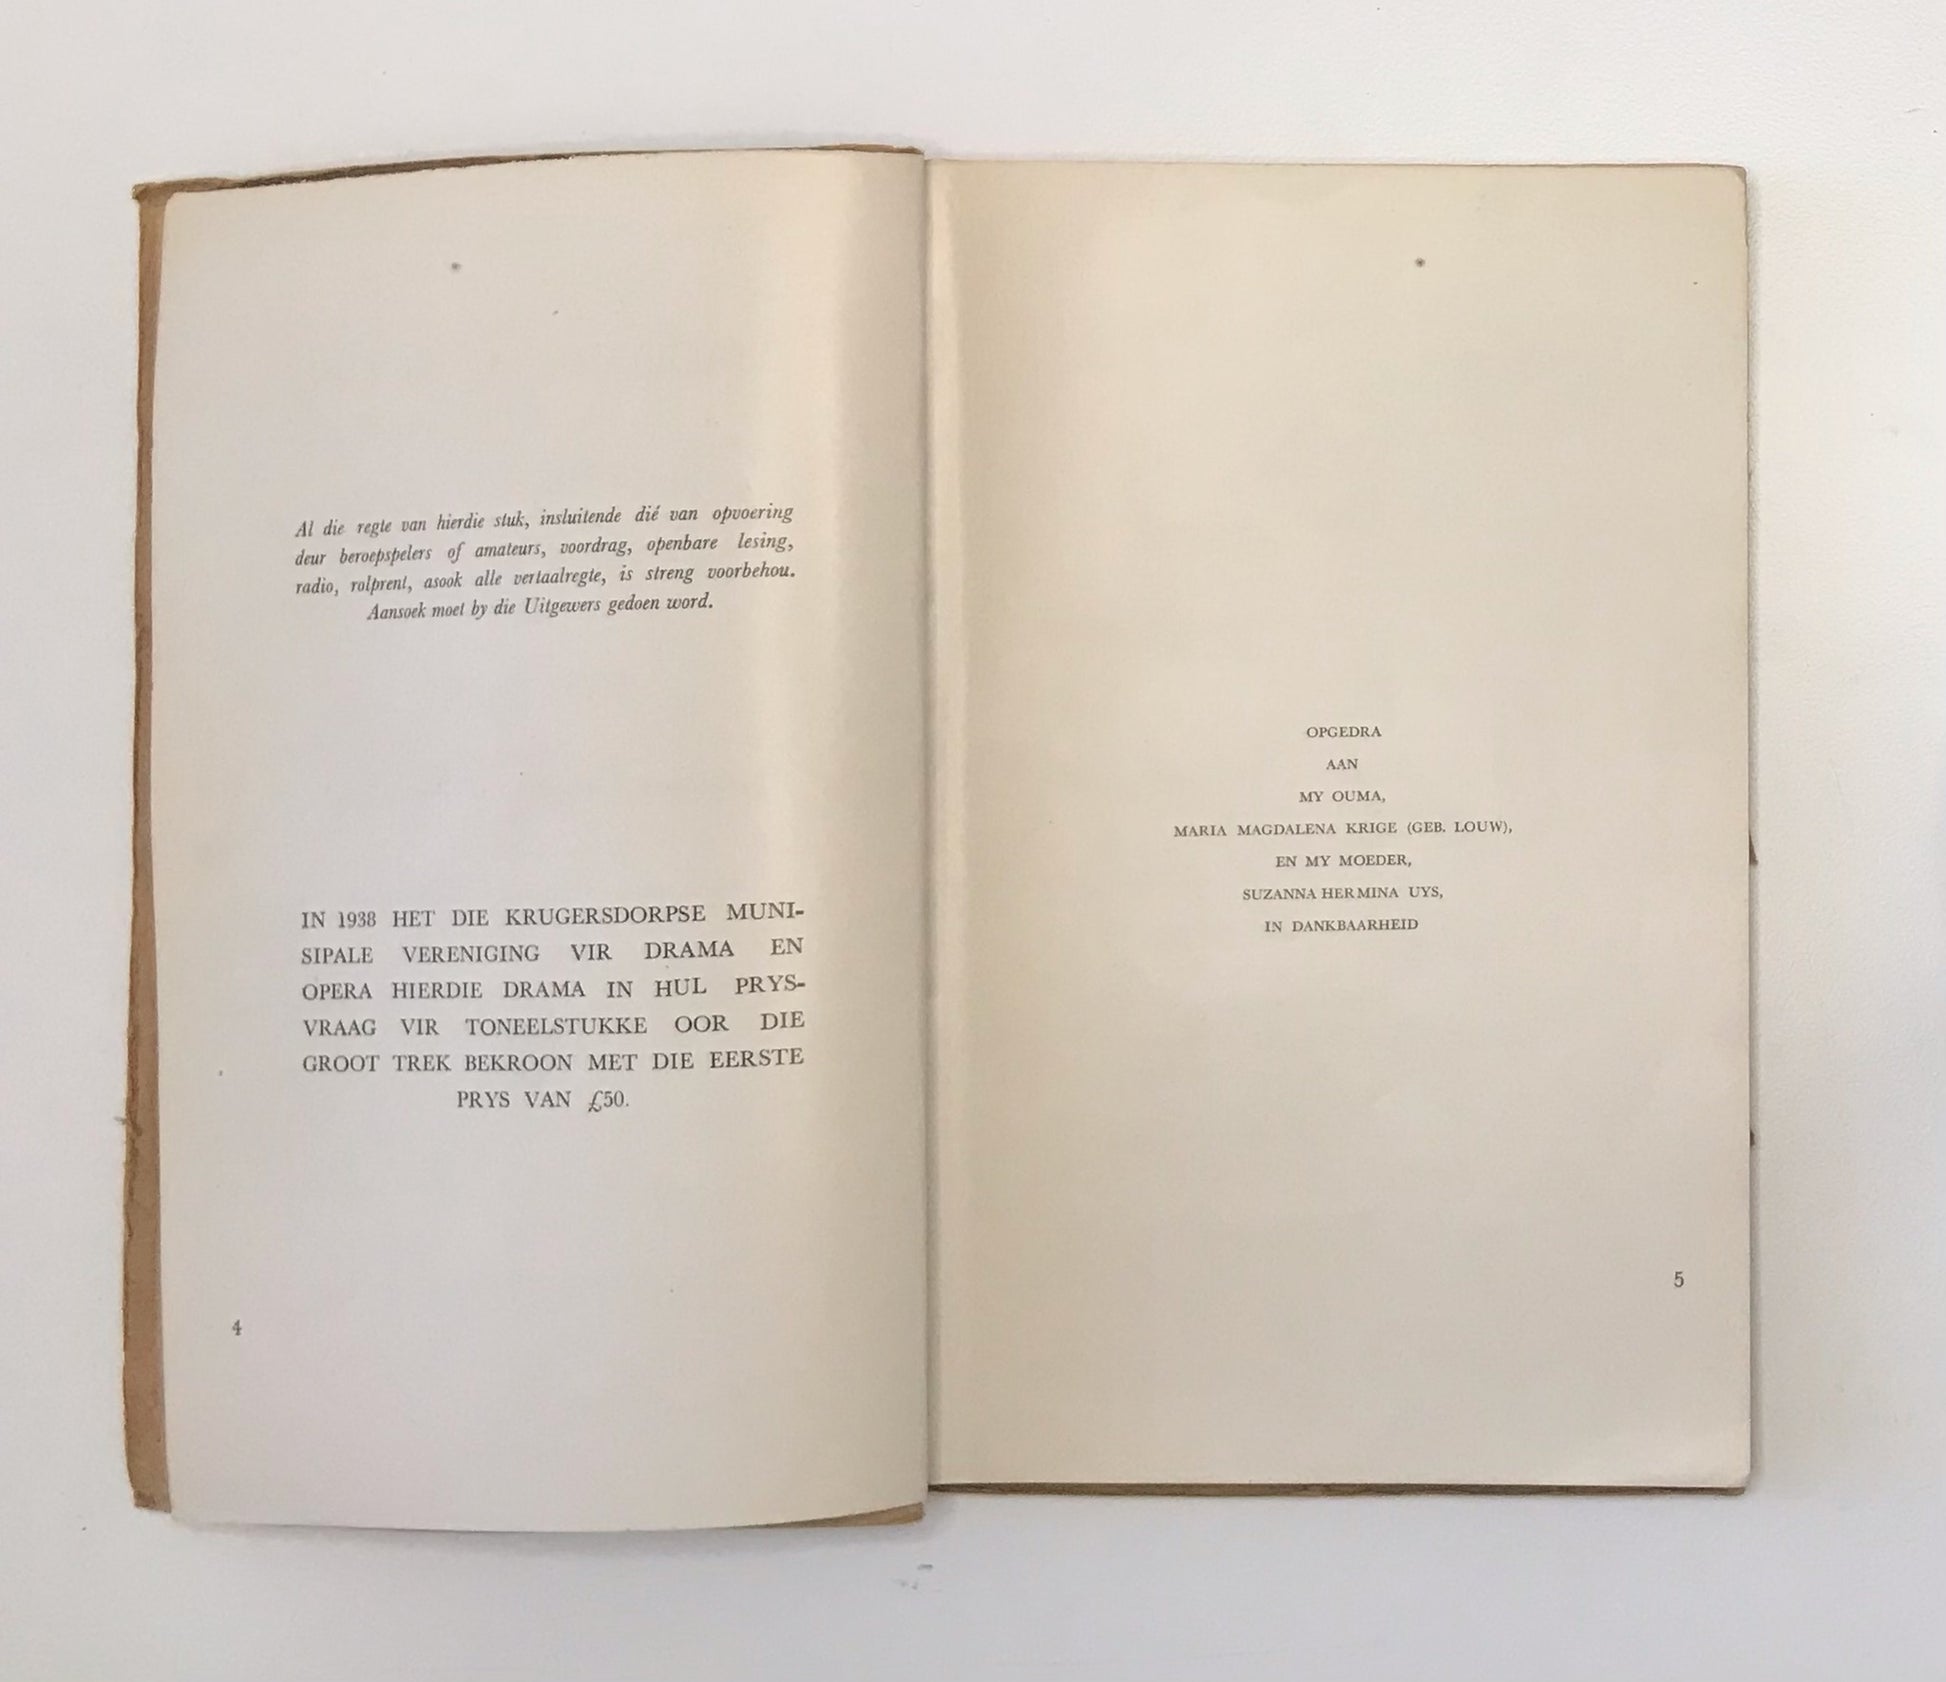 Al die regte van hierdie stuk, insluitende dié van opvoering
deur beroepspelers of amateurs, voordrag, openbare lesing,
radio, rolprent, asook alle vertaalregte, is streng voorbehou.
Aansoek moet by die Uitgewers gedoen word.
IN 1938 HET DIE KRUGERSDORPSE MUNI-
SIPALE VERENIGING VIR DRAMA EN
OPERA HIERDIE DRAMA IN HUL PRYS-
VRAAG VIR TONEELSTUKKE OOR DIE
GROOT TREK BEKROON MET DIE EERSTE
PRYS VAN £50.
4
OPGEDRA
AAN
MY OUMA,
MARIA MAGDALENA KRIGE (GEB. LOUW),
EN MY MOEDER,
SUZANNA HERMINA UYS,
IN DANKBAARHEID
5